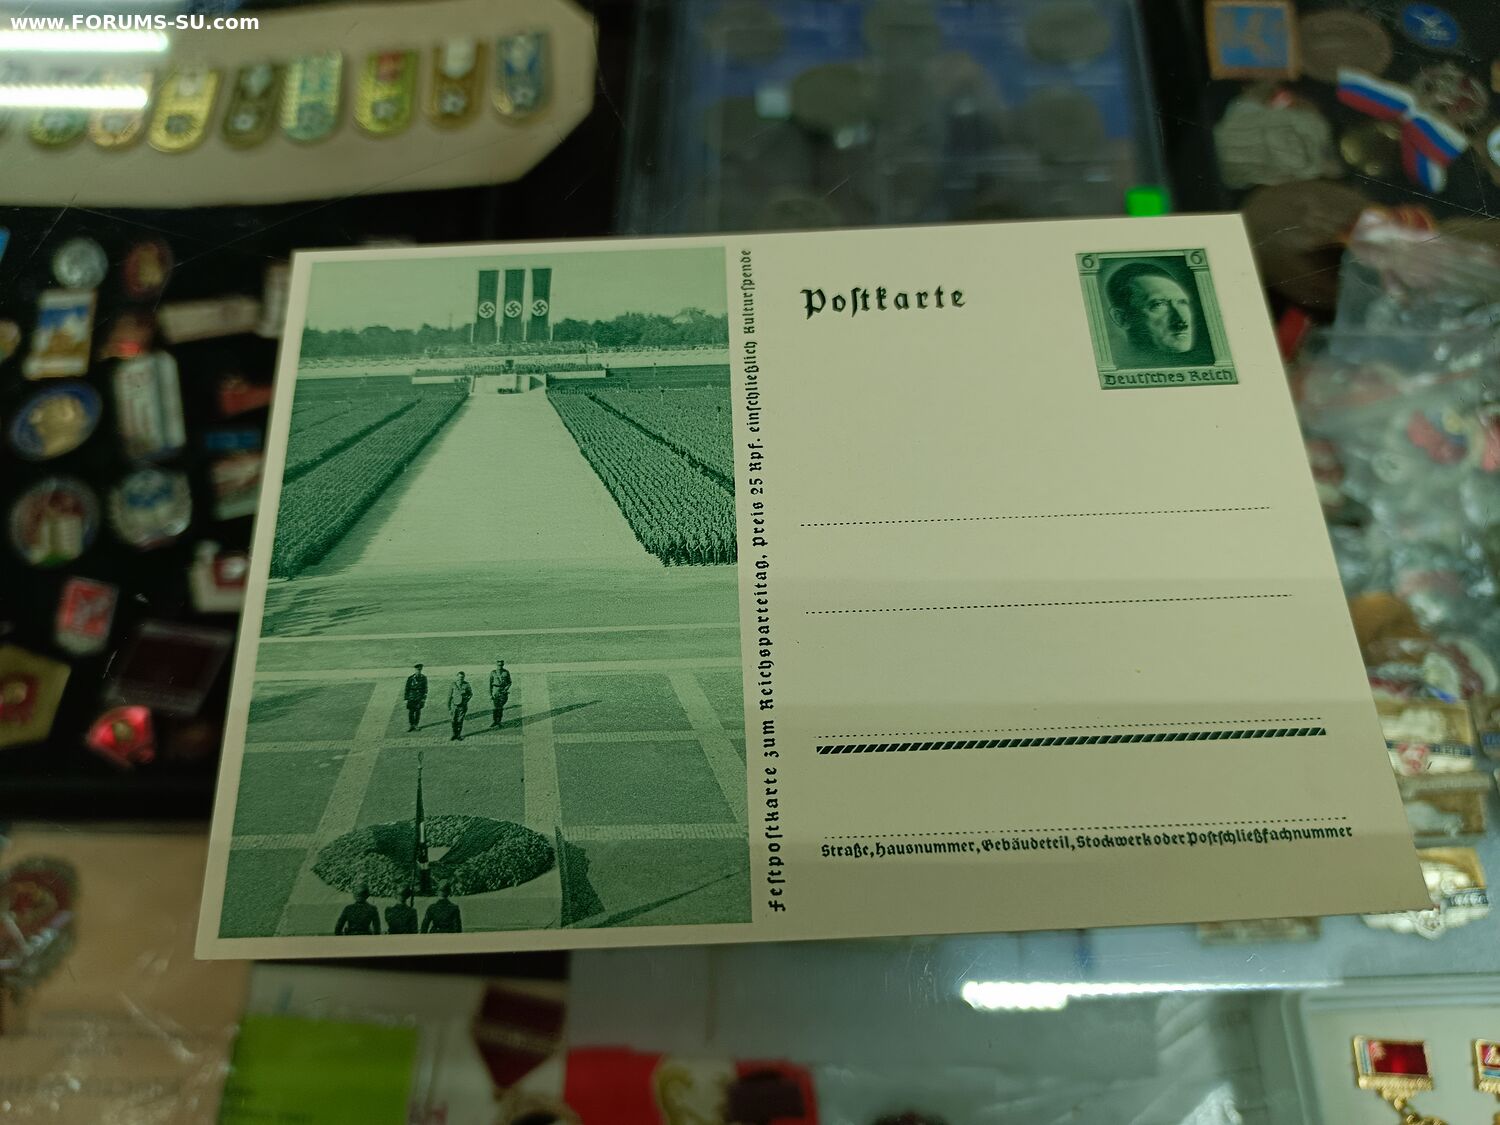 www.FORUMS-SU.com
Postkarte
6 6
Deutsches Reich
Festpostkarte zum Reichsparteitag, Preis 25 Rpf. einschließlich Kulturspende
Straße, Hausnummer, Gebäudeteil, Stockwerk oder Postschließfachnummer